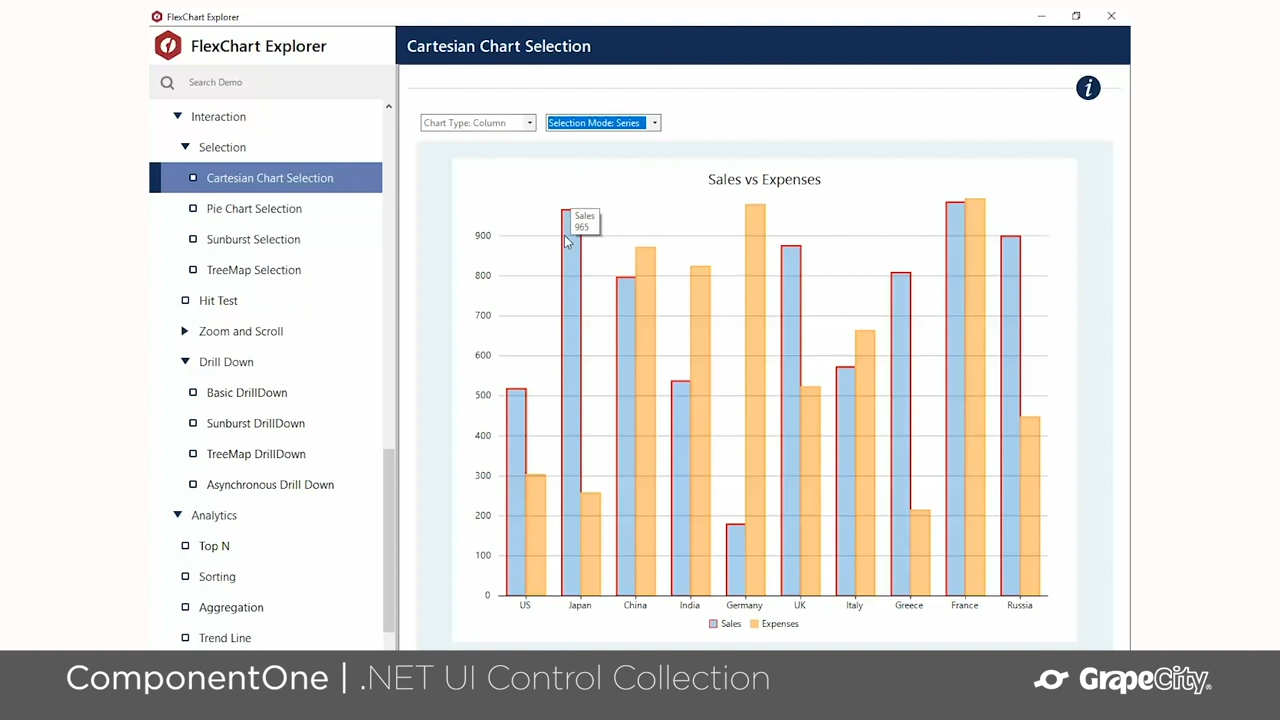 FlexChart Explorer
FlexChart Explorer
Cartesian Chart Selection
Search Demo
i
Interaction
Selection
Cartesian Chart Selection
Pie Chart Selection
Sunburst Selection
TreeMap Selection
Hit Test
Zoom and Scroll
Drill Down
Basic DrillDown
Sunburst DrillDown
TreeMap DrillDown
Asynchronous Drill Down
Analytics
Top N
Sorting
Aggregation
Trend Line
Chart Type: Column
Selection Mode: Series
Sales vs Expenses
Sales
965
900
800
700
600
500
400
300
200
100
0
US Japan China India Germany UK Italy Greece France Russia
Sales Expenses
ComponentOne | .NET UI Control Collection
GrapeCity®